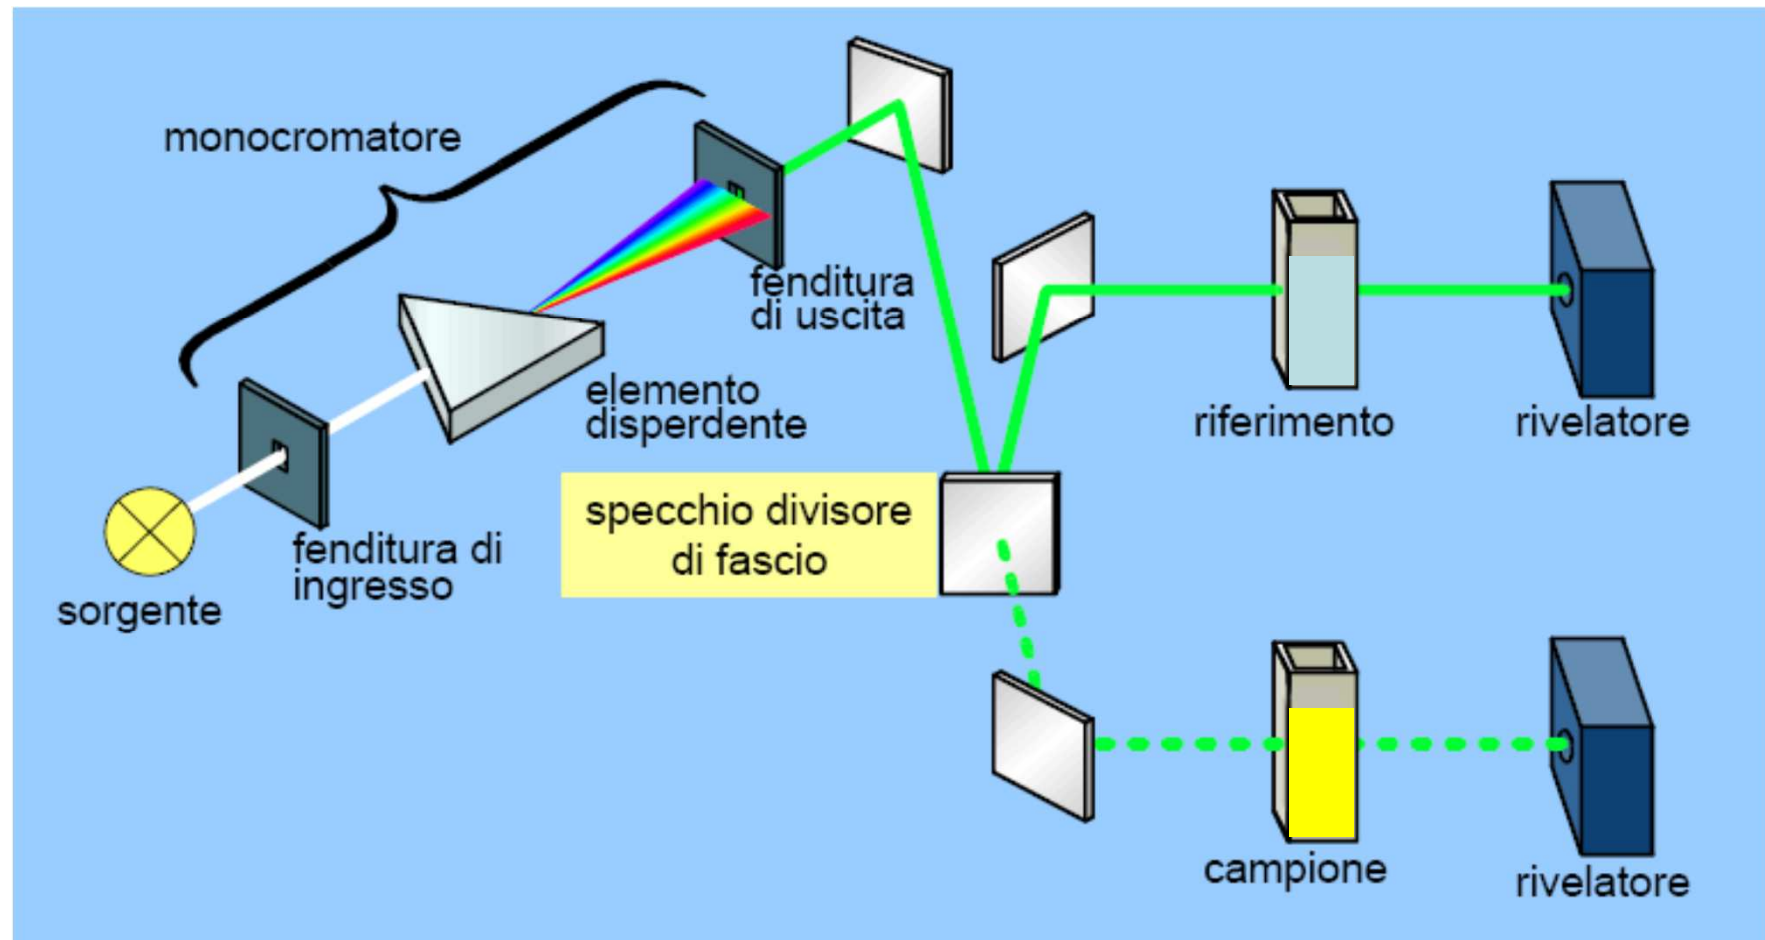 monocromatore
fenditura
di uscita
elemento
disperdente
fenditura di
ingresso
sorgente
specchio divisore
di fascio
riferimento
rivelatore
campione
rivelatore